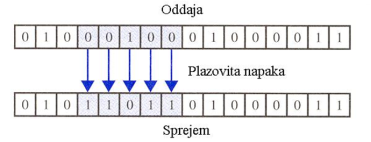 Oddaja
0 1 0 0 0 1 0 0 0 1 0 0 0 0 1 1
Plazovita napaka
0 1 0 1 1 0 1 1 0 1 0 0 0 0 1 1
Sprejem